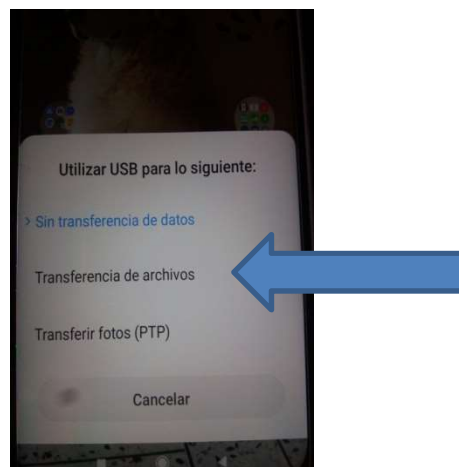 Utilizar USB para lo siguiente:
> Sin transferencia de datos
Transferencia de archivos
Transferir fotos (PTP)
Cancelar